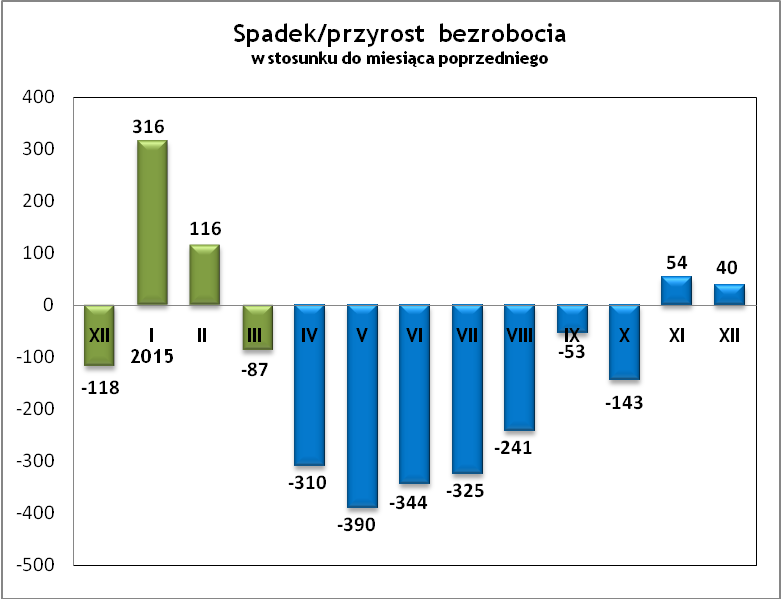 Spadek/przyrost bezrobocia
w stosunku do miesiąca poprzedniego
400
300
200
100
0
-100
-200
-300
-400
-500
316
116
54
40
XII
I
II
III
IV
V
VI
VII
VIII
IX
X
XI
XII
2015
-118
-87
-310
-390
-344
-325
-241
-53
-143